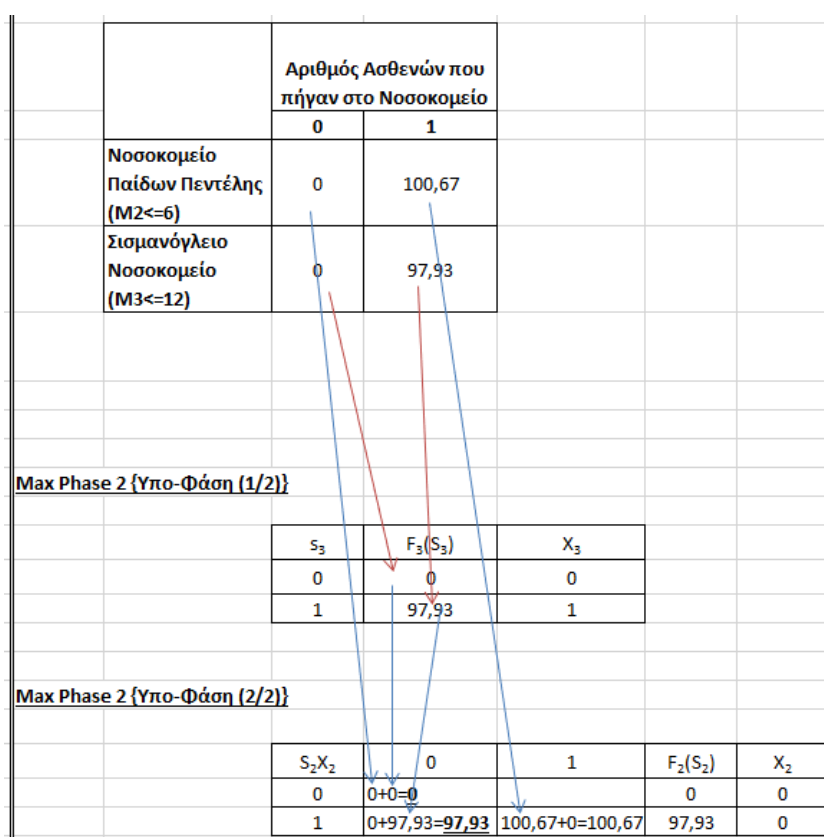 Αριθμός Ασθενών που
πήγαν στο Νοσοκομείο
0 1
Νοσοκομείο
Παίδων Πεντέλης
(M2<=6)
0 100,67
Σισμανόγλειο
Νοσοκομείο
(M3<=12)
0 97,93
Max Phase 2 {Υπο-Φάση (1/2)}
s₃ F₃(S₃) X₃
0 0 0
1 97,93 1
Max Phase 2 {Υπο-Φάση (2/2)}
S₂X₂ 0 1 F₂(S₂) X₂
0 0+0=0 0 0
1 0+97,93=97,93 100,67+0=100,67 97,93 0